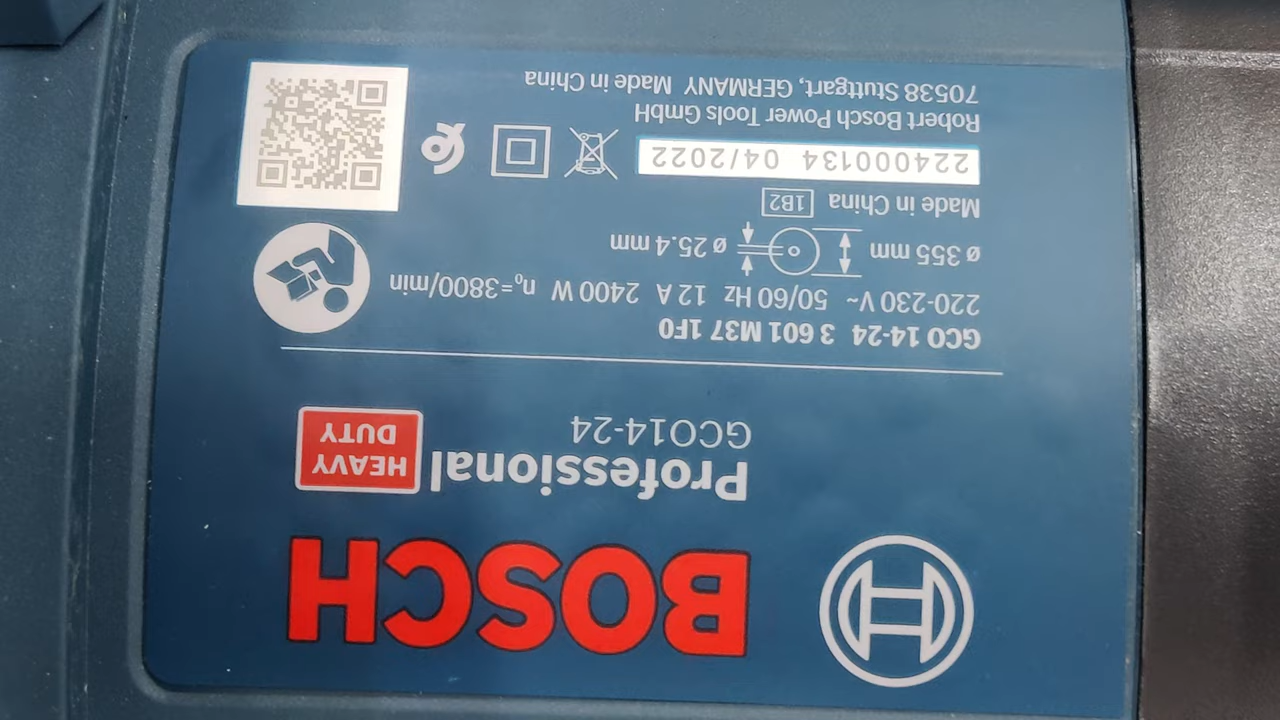 BOSCH
Professional HEAVY DUTY
GCO14-24
GCO 14-24 3 601 M37 1F0
220-230 V~ 50/60 Hz 12 A 2400 W n₀=3800/min
ø 355 mm ø 25.4 mm
Made in China 1B2
224000134 04/2022
Robert Bosch Power Tools GmbH
70538 Stuttgart, GERMANY Made in China